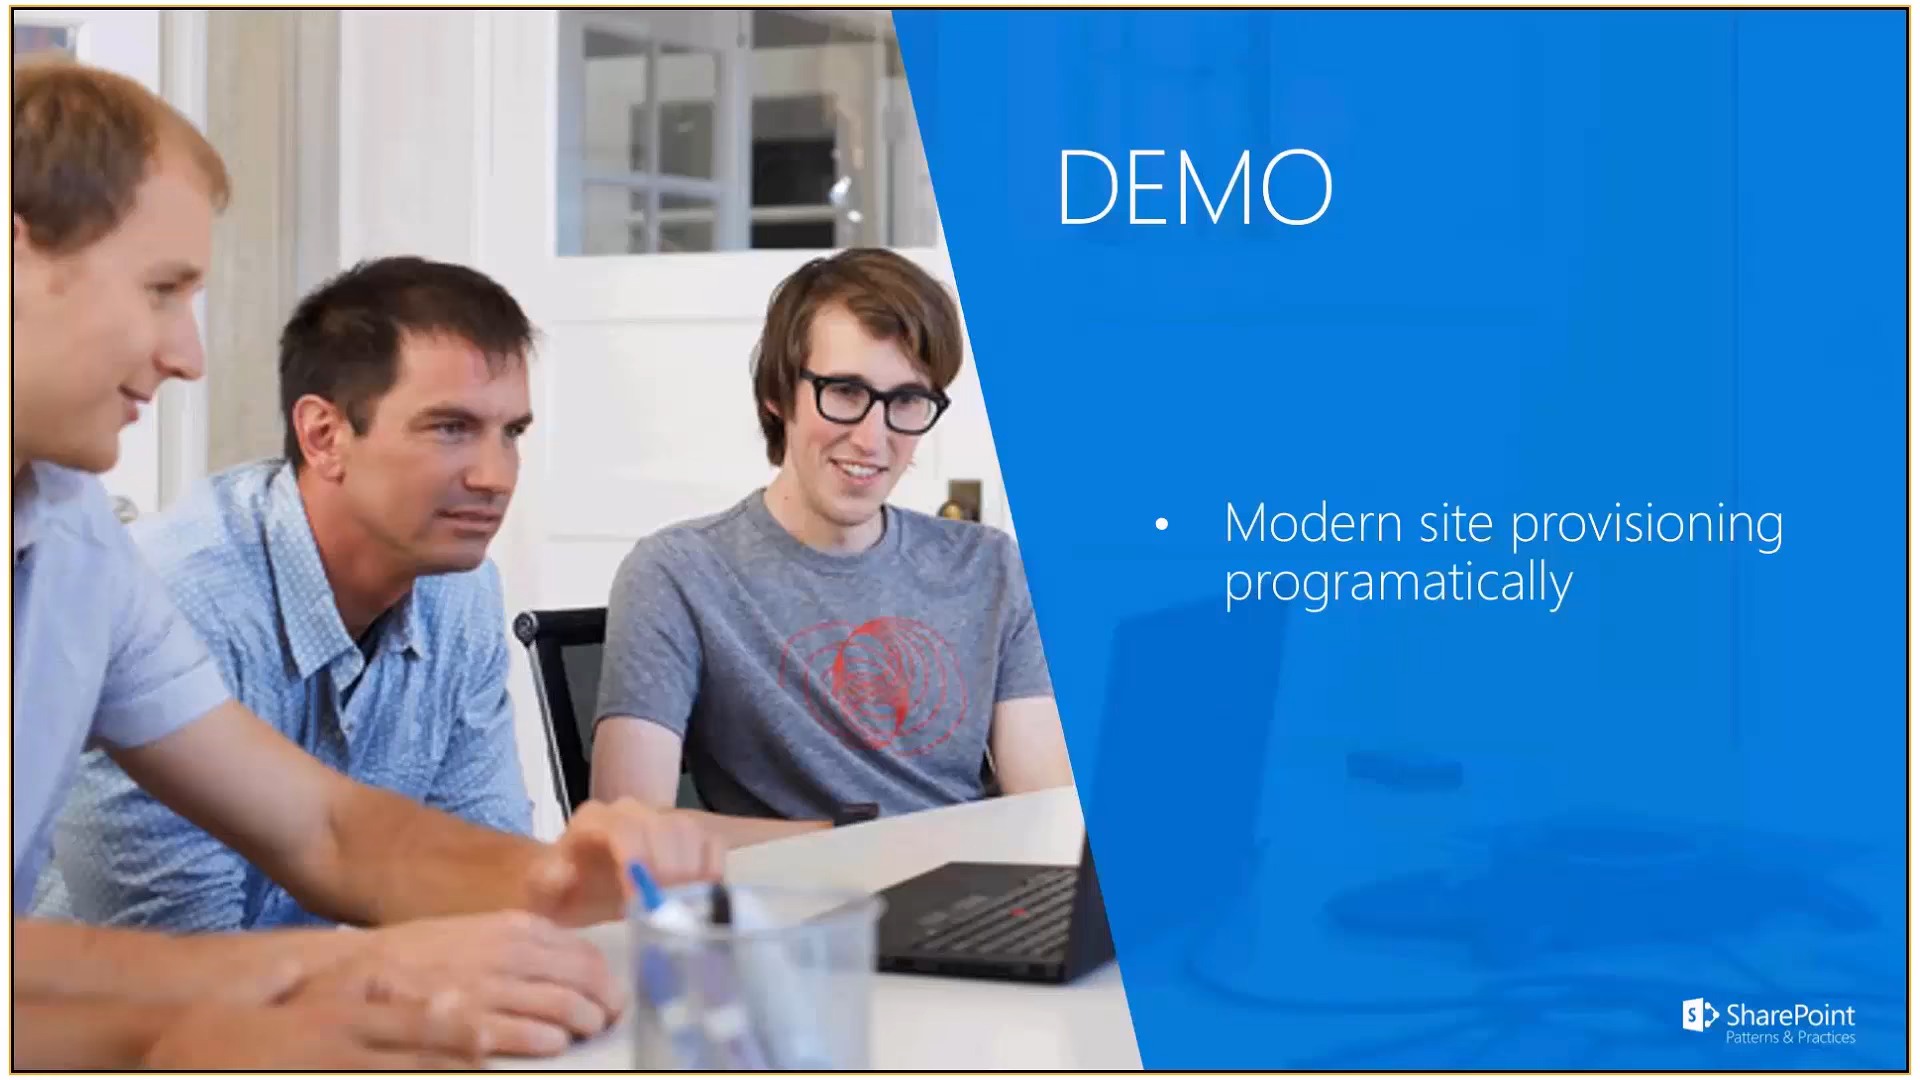 DEMO
• Modern site provisioning
programatically
S
SharePoint
Patterns & Practices